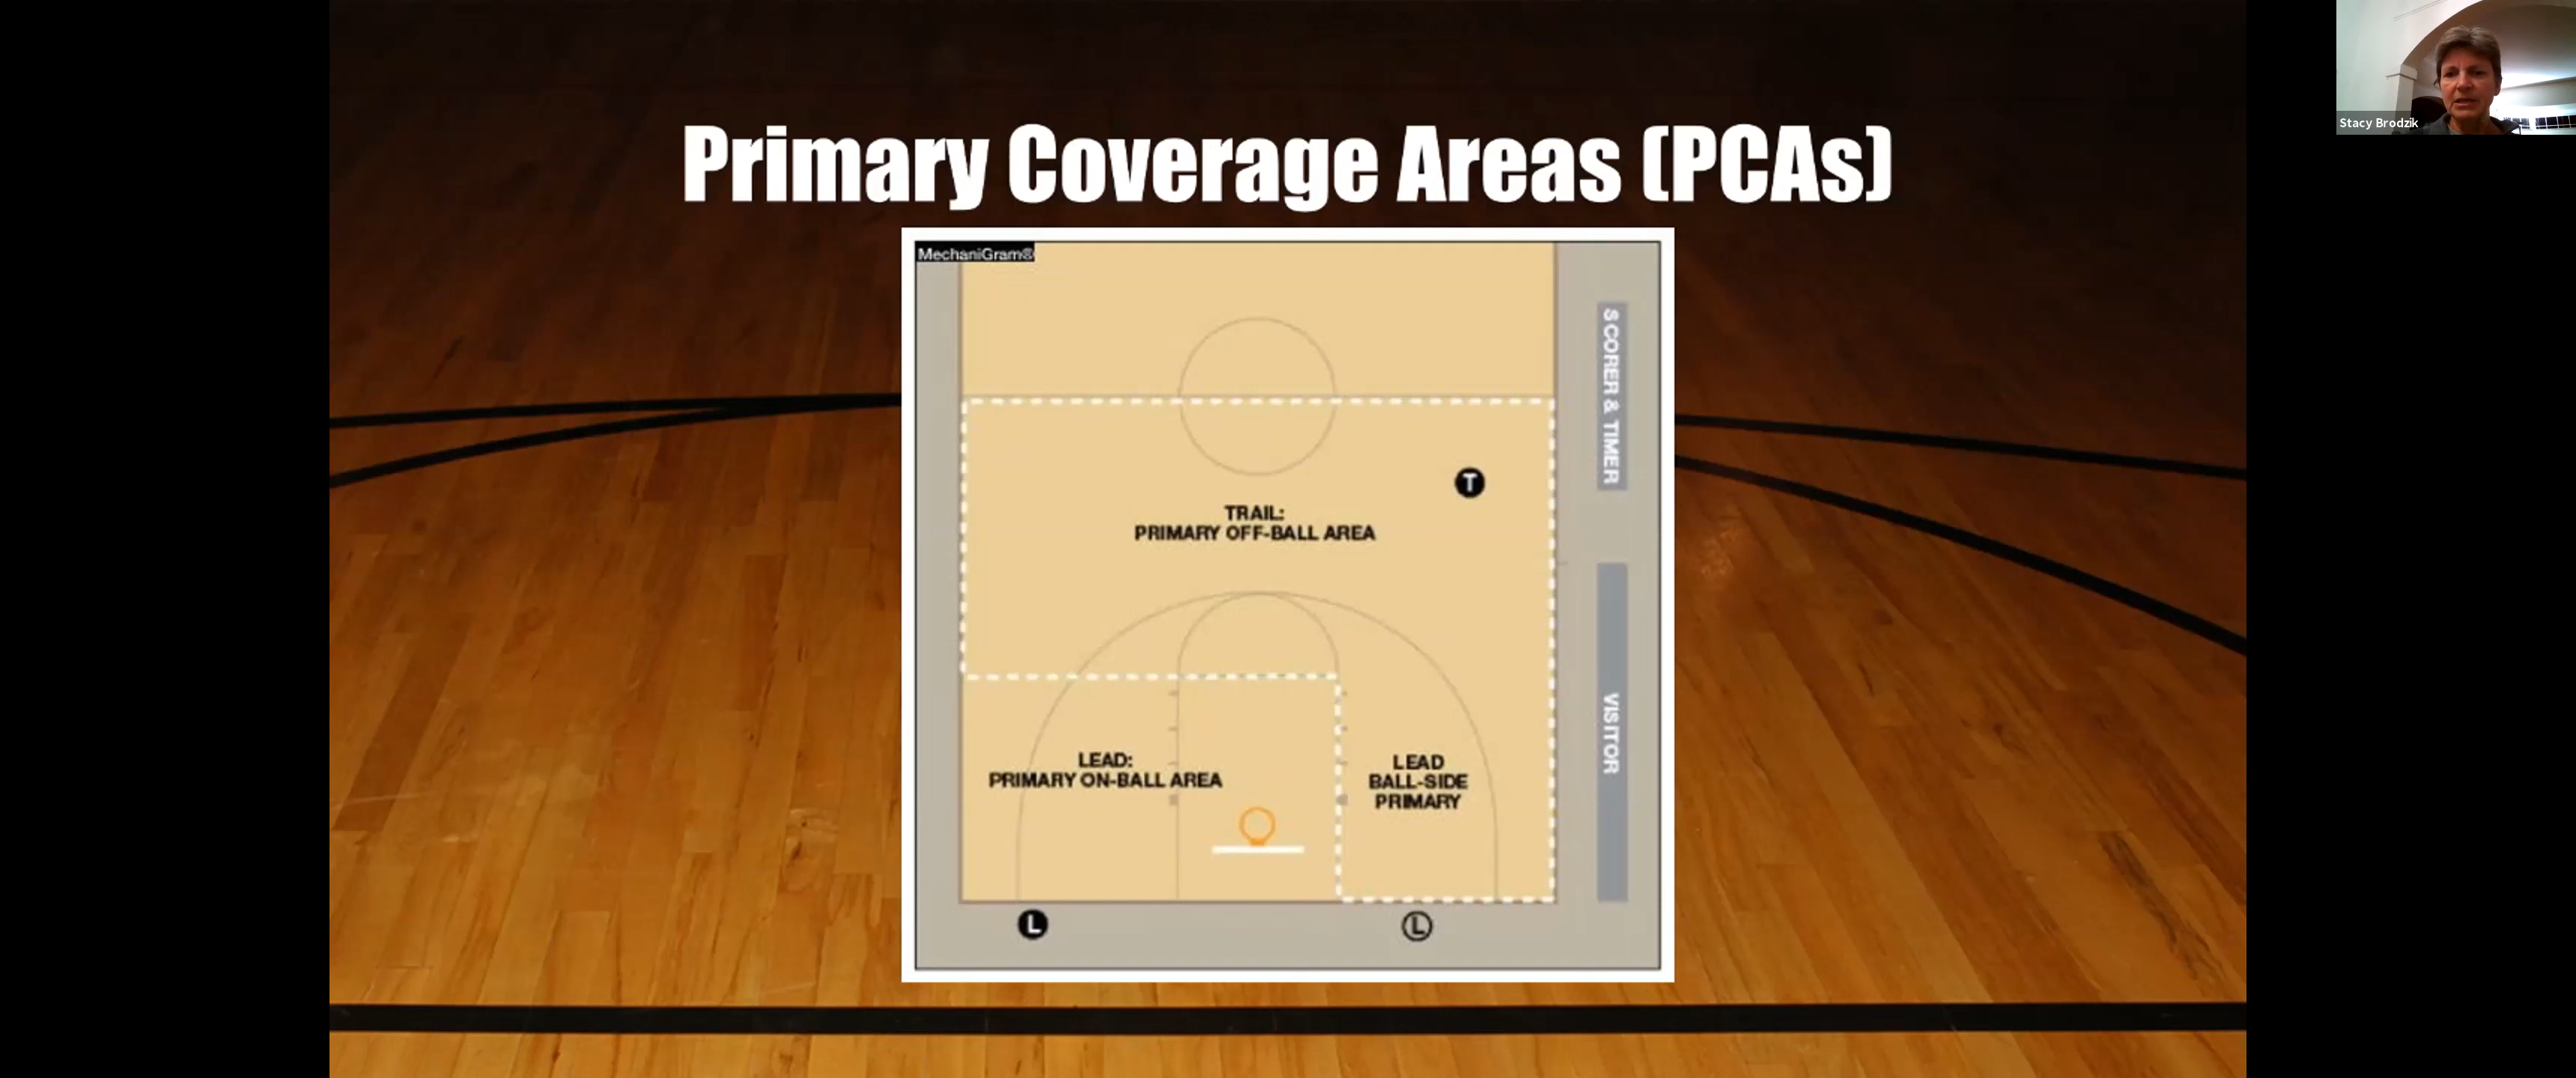 Primary Coverage Areas (PCAs)
MechaniGram®
SCORER & TIMER
T
TRAIL:
PRIMARY OFF-BALL AREA
LEAD:
PRIMARY ON-BALL AREA
LEAD
BALL-SIDE
PRIMARY
VISITOR
L
L
Stacy Brodzik